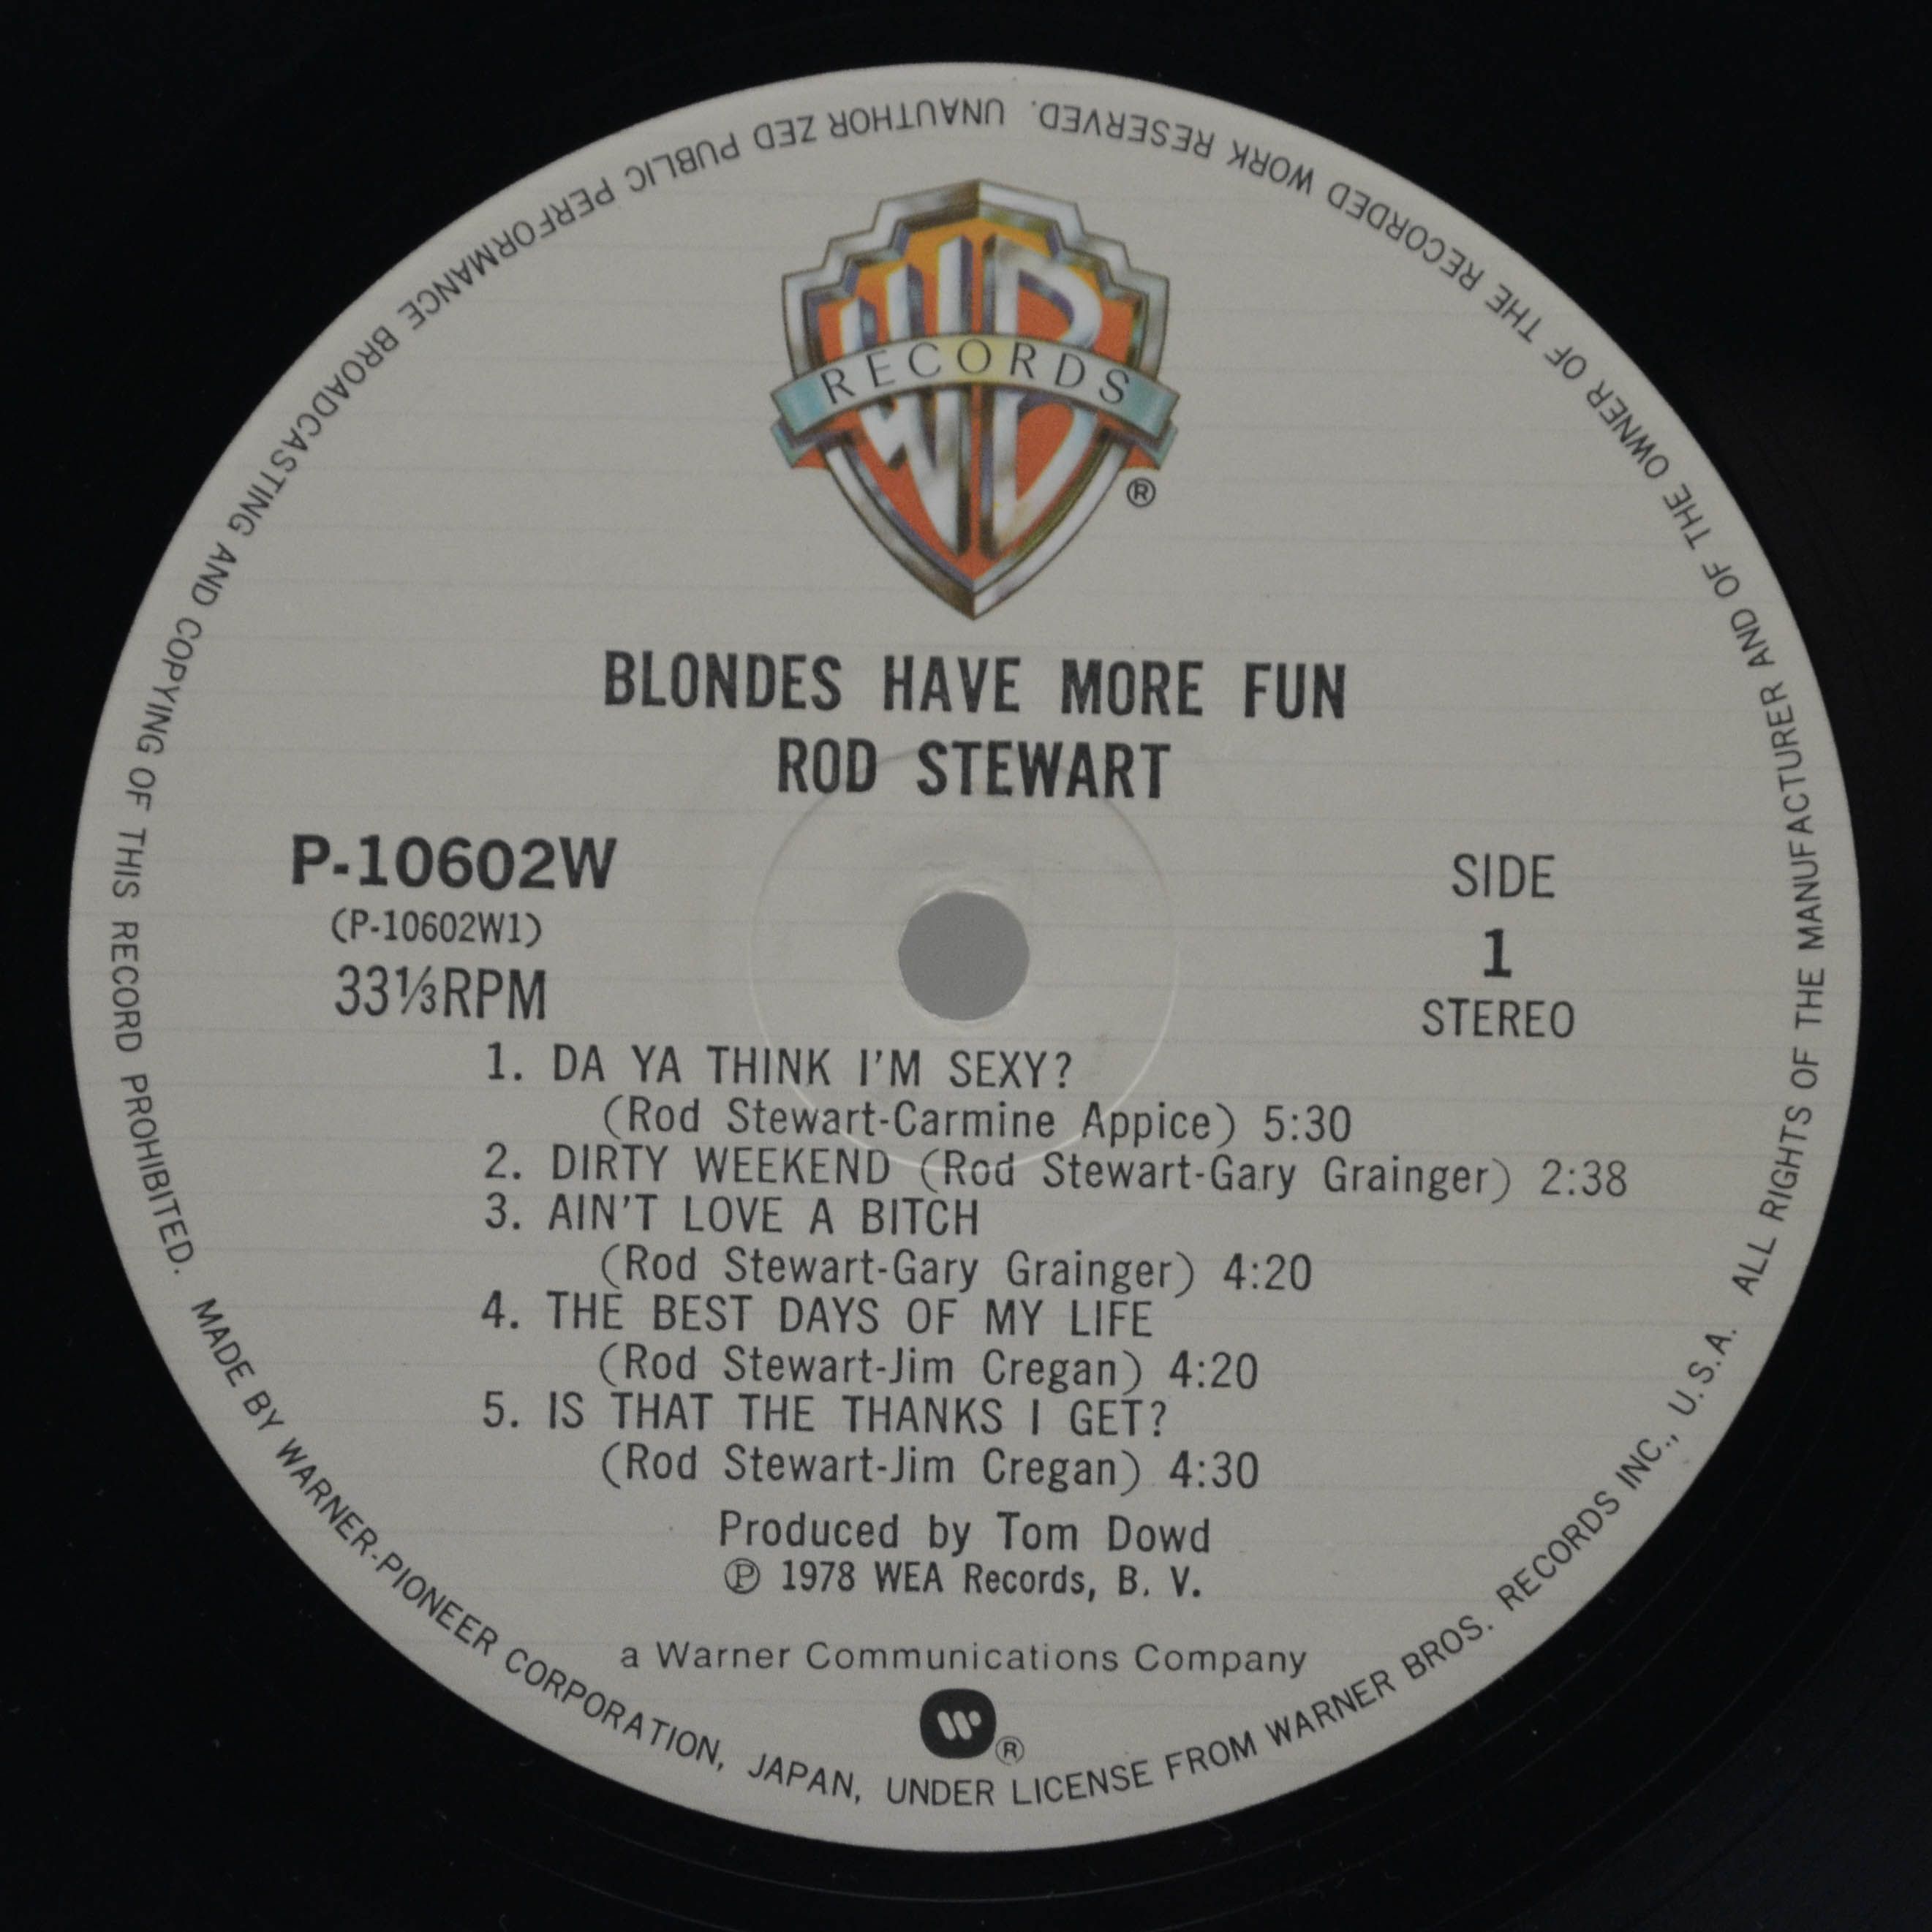 WB
RECORDS
®
BLONDES HAVE MORE FUN
ROD STEWART
P-10602W
(P-10602W1)
33⅓RPM
SIDE
1
STEREO
1. DA YA THINK I'M SEXY?
(Rod Stewart-Carmine Appice) 5:30
2. DIRTY WEEKEND (Rod Stewart-Gary Grainger) 2:38
3. AIN'T LOVE A BITCH
(Rod Stewart-Gary Grainger) 4:20
4. THE BEST DAYS OF MY LIFE
(Rod Stewart-Jim Cregan) 4:20
5. IS THAT THE THANKS I GET?
(Rod Stewart-Jim Cregan) 4:30
Produced by Tom Dowd
℗ 1978 WEA Records, B. V.
a Warner Communications Company
W
®
MADE BY WARNER-PIONEER CORPORATION, JAPAN, UNDER LICENSE FROM WARNER BROS. RECORDS INC., U.S.A. ALL RIGHTS OF THE MANUFACTURER AND OF THE OWNER OF THE RECORDED WORK RESERVED. UNAUTHOR ZED PUBLIC PERFORMANCE BROADCASTING AND COPYING OF THIS RECORD PROHIBITED.